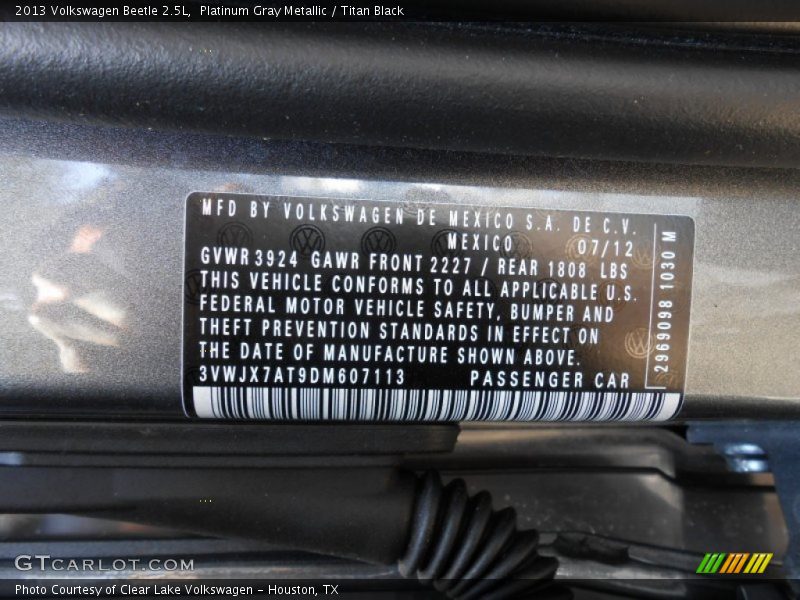 2013 Volkswagen Beetle 2.5L,  Platinum Gray Metallic / Titan Black
MFD BY VOLKSWAGEN DE MEXICO S.A. DE C.V.
MEXICO 07/12
GVWR 3924 GAWR FRONT 2227 / REAR 1808 LBS
THIS VEHICLE CONFORMS TO ALL APPLICABLE U.S.
FEDERAL MOTOR VEHICLE SAFETY, BUMPER AND
THEFT PREVENTION STANDARDS IN EFFECT ON
THE DATE OF MANUFACTURE SHOWN ABOVE.
3VWJX7AT9DM607113 PASSENGER CAR
2969098 1030 M
GTCARLOT.COM
Photo Courtesy of Clear Lake Volkswagen - Houston, TX